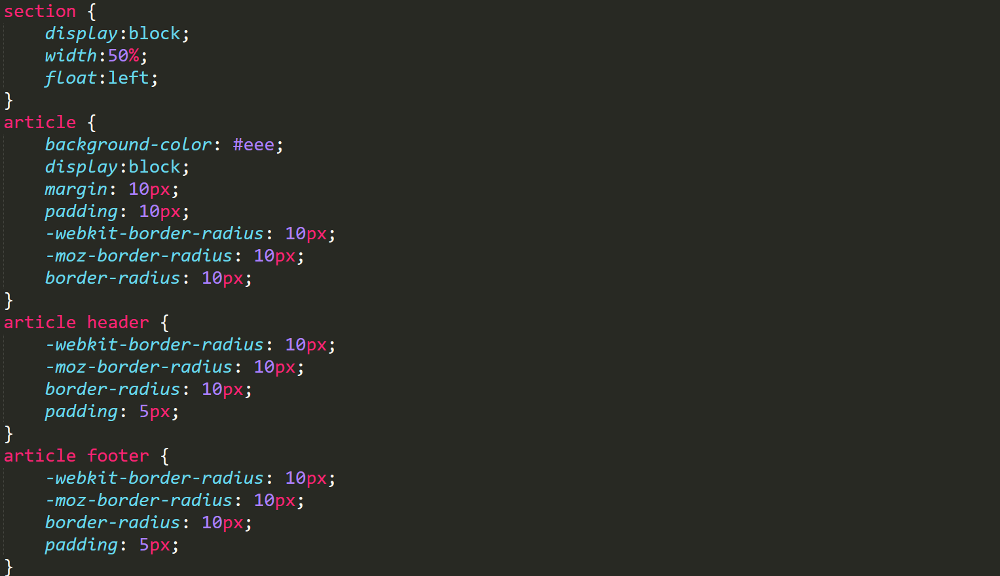 section {
    display:block;
    width:50%;
    float:left;
}
article {
    background-color: #eee;
    display:block;
    margin: 10px;
    padding: 10px;
    -webkit-border-radius: 10px;
    -moz-border-radius: 10px;
    border-radius: 10px;
}
article header {
    -webkit-border-radius: 10px;
    -moz-border-radius: 10px;
    border-radius: 10px;
    padding: 5px;
}
article footer {
    -webkit-border-radius: 10px;
    -moz-border-radius: 10px;
    border-radius: 10px;
    padding: 5px;
}